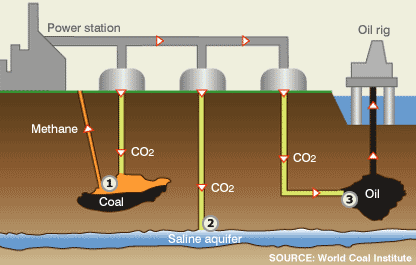 Power station
Oil rig
Methane
CO2
CO2
CO2
1
Coal
2
3
Oil
Saline aquifer
SOURCE: World Coal Institute